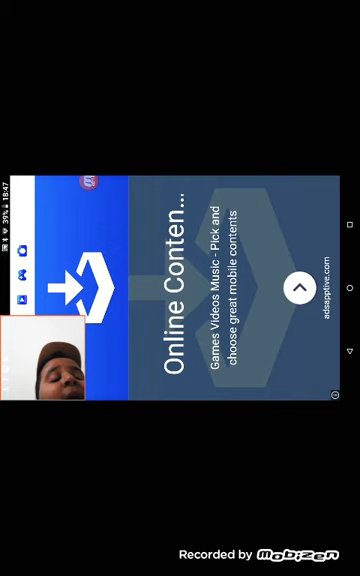 39% 18:47
Online Conten...
Games Videos Music - Pick and
choose great mobile contents
adsapptive.com
Recorded by mobizen